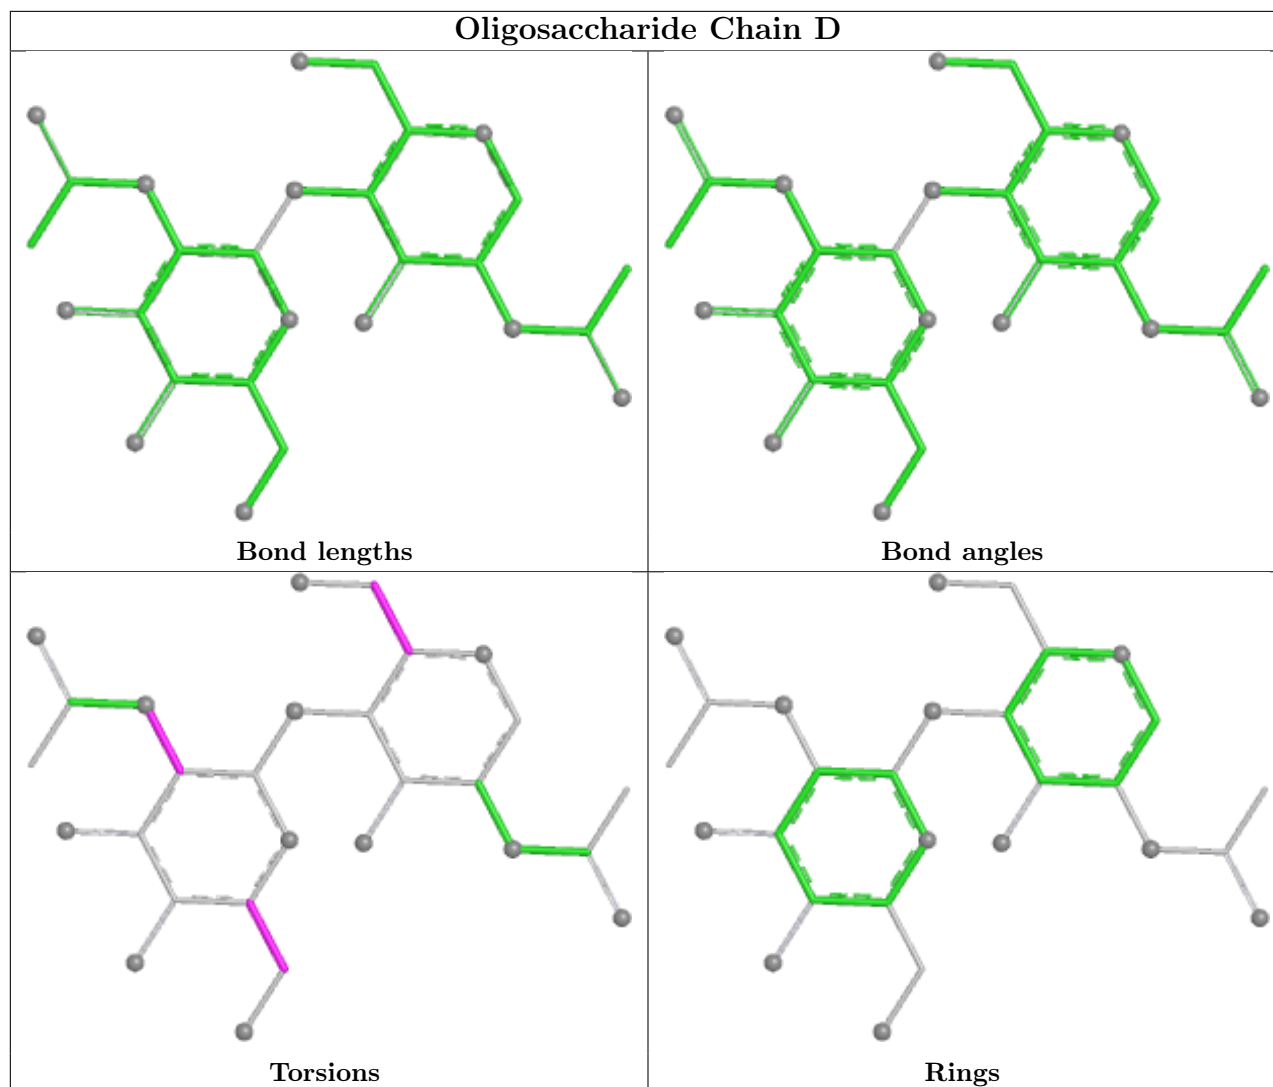 Oligosaccharide Chain D
Bond lengths
Bond angles
Torsions
Rings